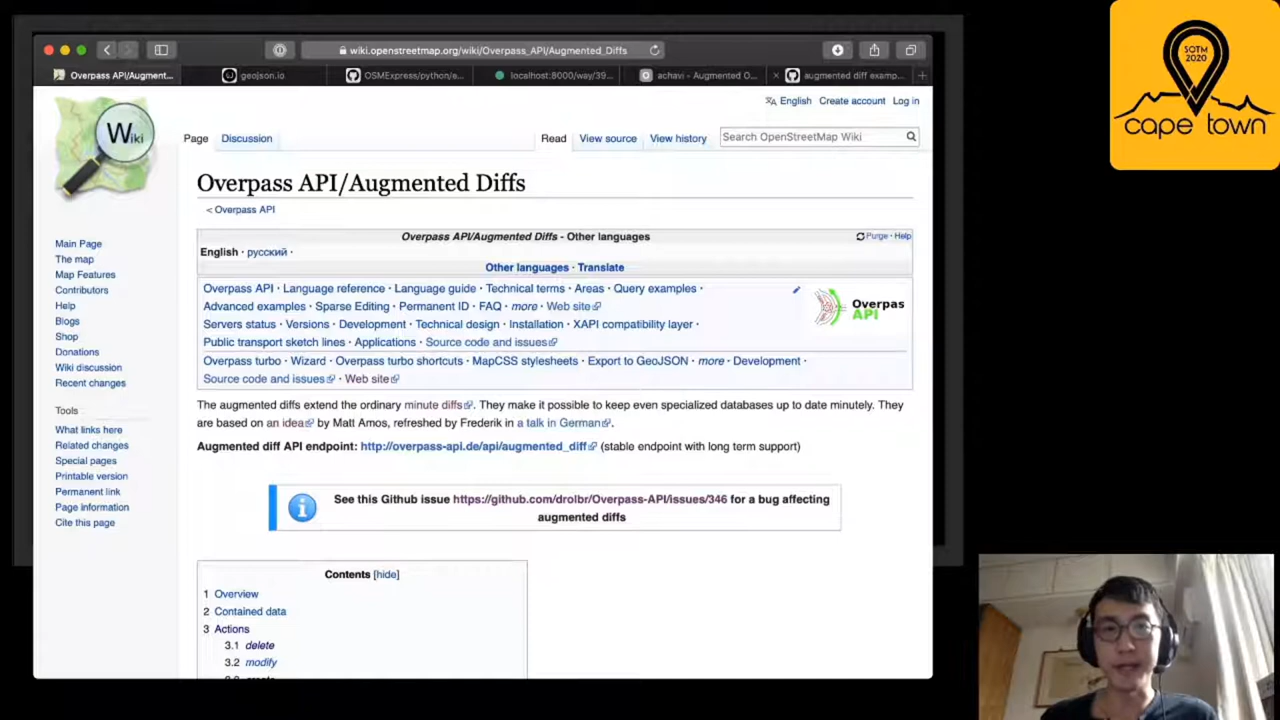 wiki.openstreetmap.org/wiki/Overpass_API/Augmented_Diffs
Overpass API/Augment...
geojson.io
OSMExpress/python/e...
localhost:8000/way/39...
achavi - Augmented O...
augmented diff examp...
SOTM
2020
cape town
English Create account Log in
Wiki
Page Discussion
Read View source View history
Search OpenStreetMap Wiki
Overpass API/Augmented Diffs
< Overpass API
Overpass API/Augmented Diffs - Other languages
Purge · Help
English · русский ·
Other languages · Translate
Overpass API · Language reference · Language guide · Technical terms · Areas · Query examples ·
Advanced examples · Sparse Editing · Permanent ID · FAQ · more · Web site
Servers status · Versions · Development · Technical design · Installation · XAPI compatibility layer ·
Public transport sketch lines · Applications · Source code and issues
Overpass turbo · Wizard · Overpass turbo shortcuts · MapCSS stylesheets · Export to GeoJSON · more · Development ·
Source code and issues · Web site
Overpas
API
The augmented diffs extend the ordinary minute diffs. They make it possible to keep even specialized databases up to date minutely. They
are based on an idea by Matt Amos, refreshed by Frederik in a talk in German.
Augmented diff API endpoint: http://overpass-api.de/api/augmented_diff (stable endpoint with long term support)
See this Github issue https://github.com/drolbr/Overpass-API/issues/346 for a bug affecting
augmented diffs
Contents [hide]
1 Overview
2 Contained data
3 Actions
3.1 delete
3.2 modify
Main Page
The map
Map Features
Contributors
Help
Blogs
Shop
Donations
Wiki discussion
Recent changes
Tools
What links here
Related changes
Special pages
Printable version
Permanent link
Page information
Cite this page